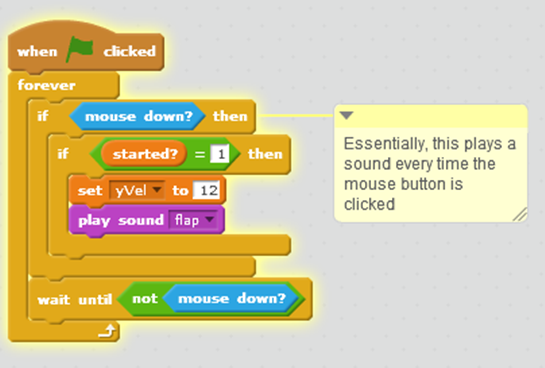 when clicked
forever
if mouse down? then
if started? = 1 then
set yVel to 12
play sound flap
wait until not mouse down?
Essentially, this plays a
sound every time the
mouse button is
clicked